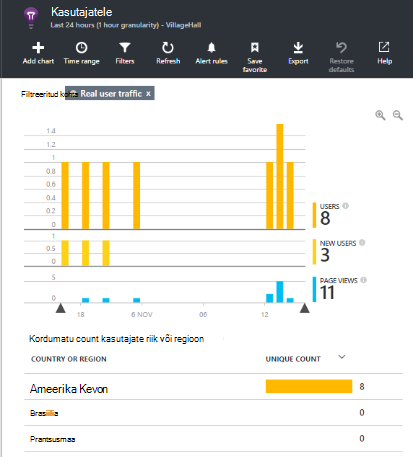 Kasutajatele
Last 24 hours (1 hour granularity) - VillageHall
Add chart Time range Filters Refresh Alert rules Save favorite Export Restore defaults Help
Filtreeritud Real user traffic x
1.4
1.2
1
0.8
0.6
0.4
0.2
0
USERS
8
1
0.5
0
NEW USERS
3
5
0
PAGE VIEWS
11
18 6 NOV 06 12
Kordumatu count kasutajate riik või regioon
COUNTRY OR REGION UNIQUE COUNT
Ameerika Kevon 8
Brasiilia 0
Prantsusmaa 0